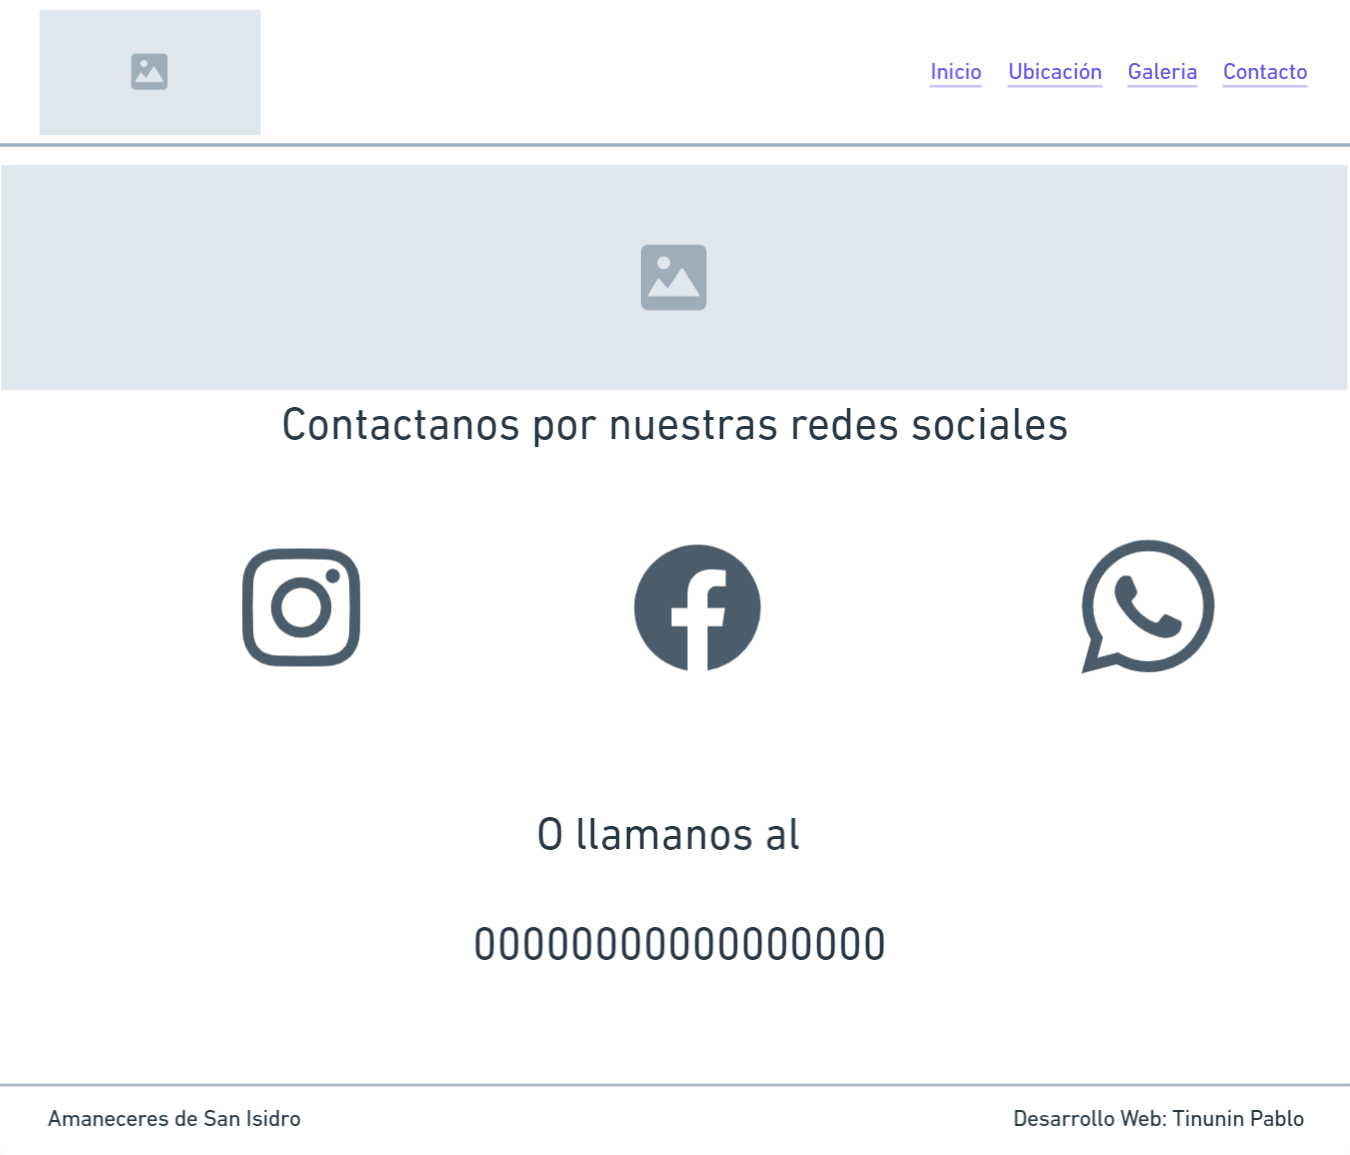 Inicio Ubicación Galeria Contacto
Contactanos por nuestras redes sociales
O llamanos al
00000000000000000
Amaneceres de San Isidro
Desarrollo Web: Tinunin Pablo